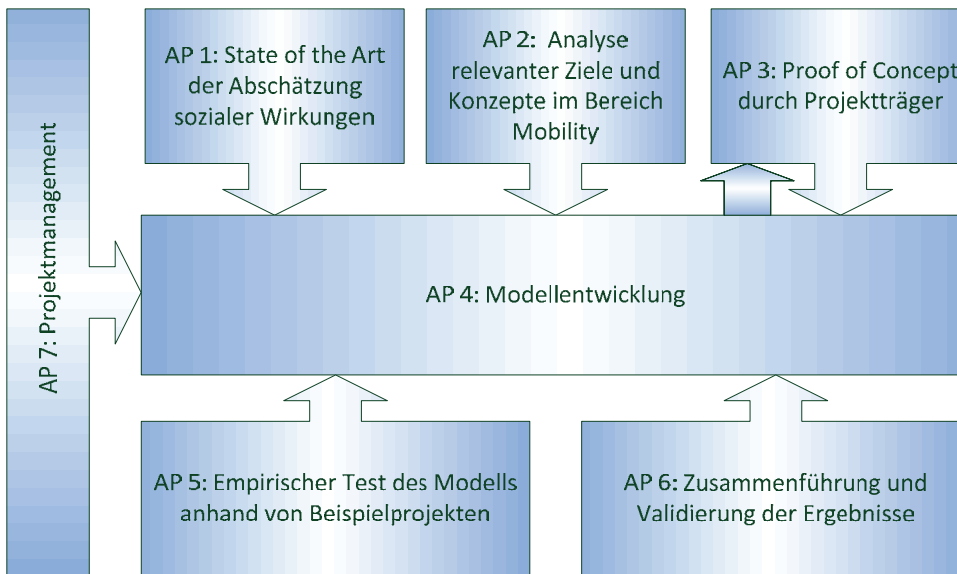 AP 7: Projektmanagement
AP 1: State of the Art
der Abschätzung
sozialer Wirkungen
AP 2: Analyse
relevanter Ziele und
Konzepte im Bereich
Mobility
AP 3: Proof of Concept
durch Projektträger
AP 4: Modellentwicklung
AP 5: Empirischer Test des Modells
anhand von Beispielprojekten
AP 6: Zusammenführung und
Validierung der Ergebnisse